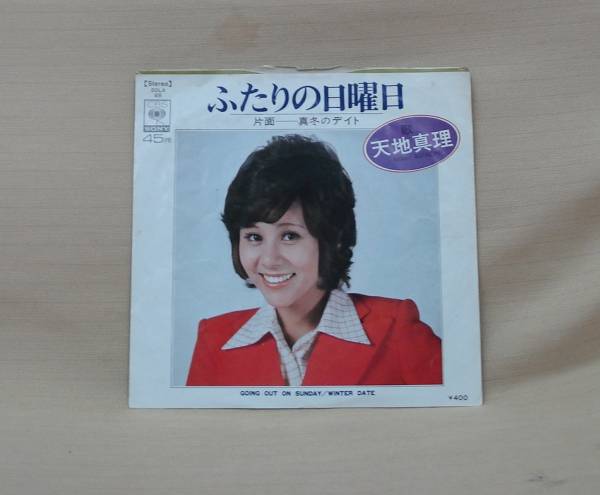 [Stereo]
SOLA
CBS
SONY
45rpm
ふたりの日曜日
片面——真冬のデイト
歌
天地真理
GOING OUT ON SUNDAY/WINTER DATE
¥400